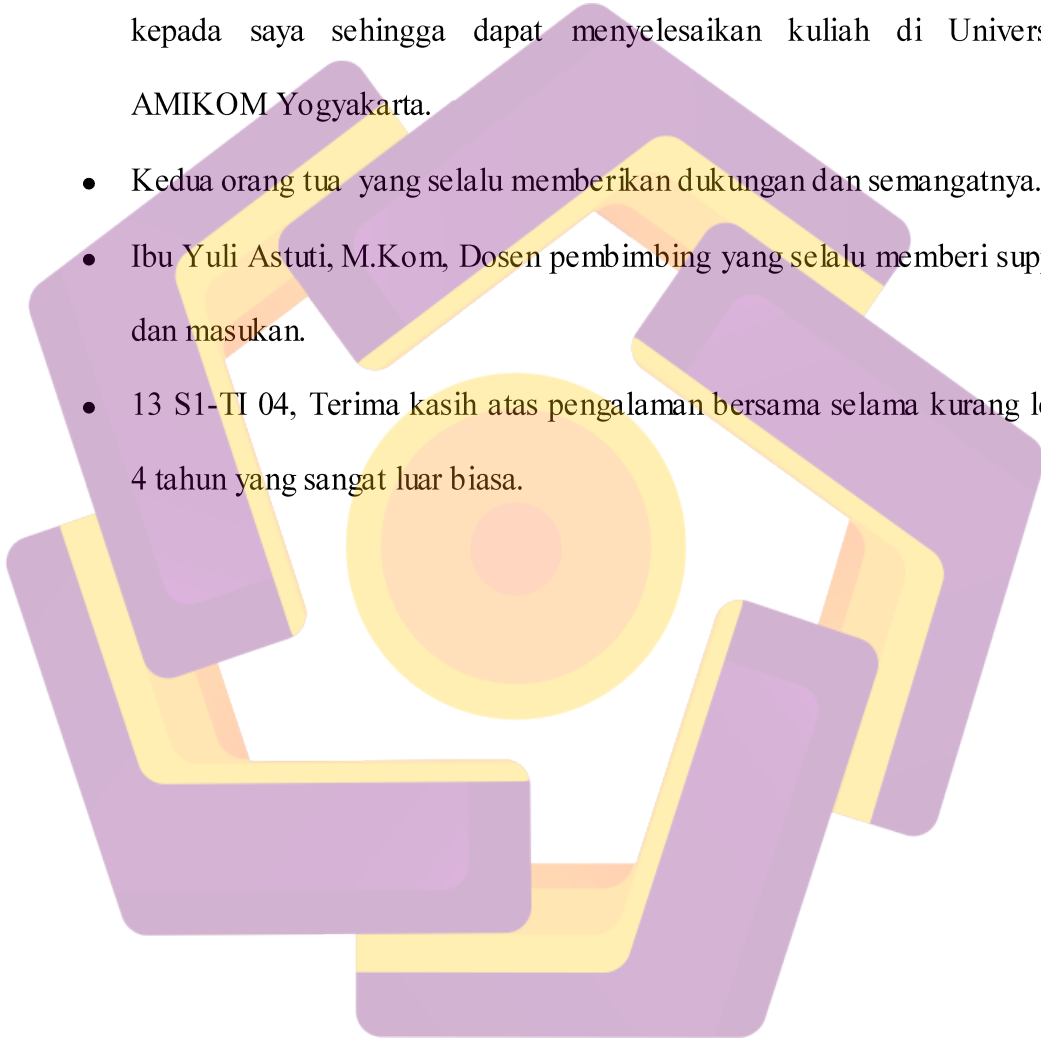 kepada saya sehingga dapat menyelesaikan kuliah di Univers
AMIKOM Yogyakarta.
• Kedua orang tua yang selalu memberikan dukungan dan semangatnya.
• Ibu Yuli Astuti, M.Kom, Dosen pembimbing yang selalu memberi sup
dan masukan.
• 13 S1-TI 04, Terima kasih atas pengalaman bersama selama kurang l
4 tahun yang sangat luar biasa.